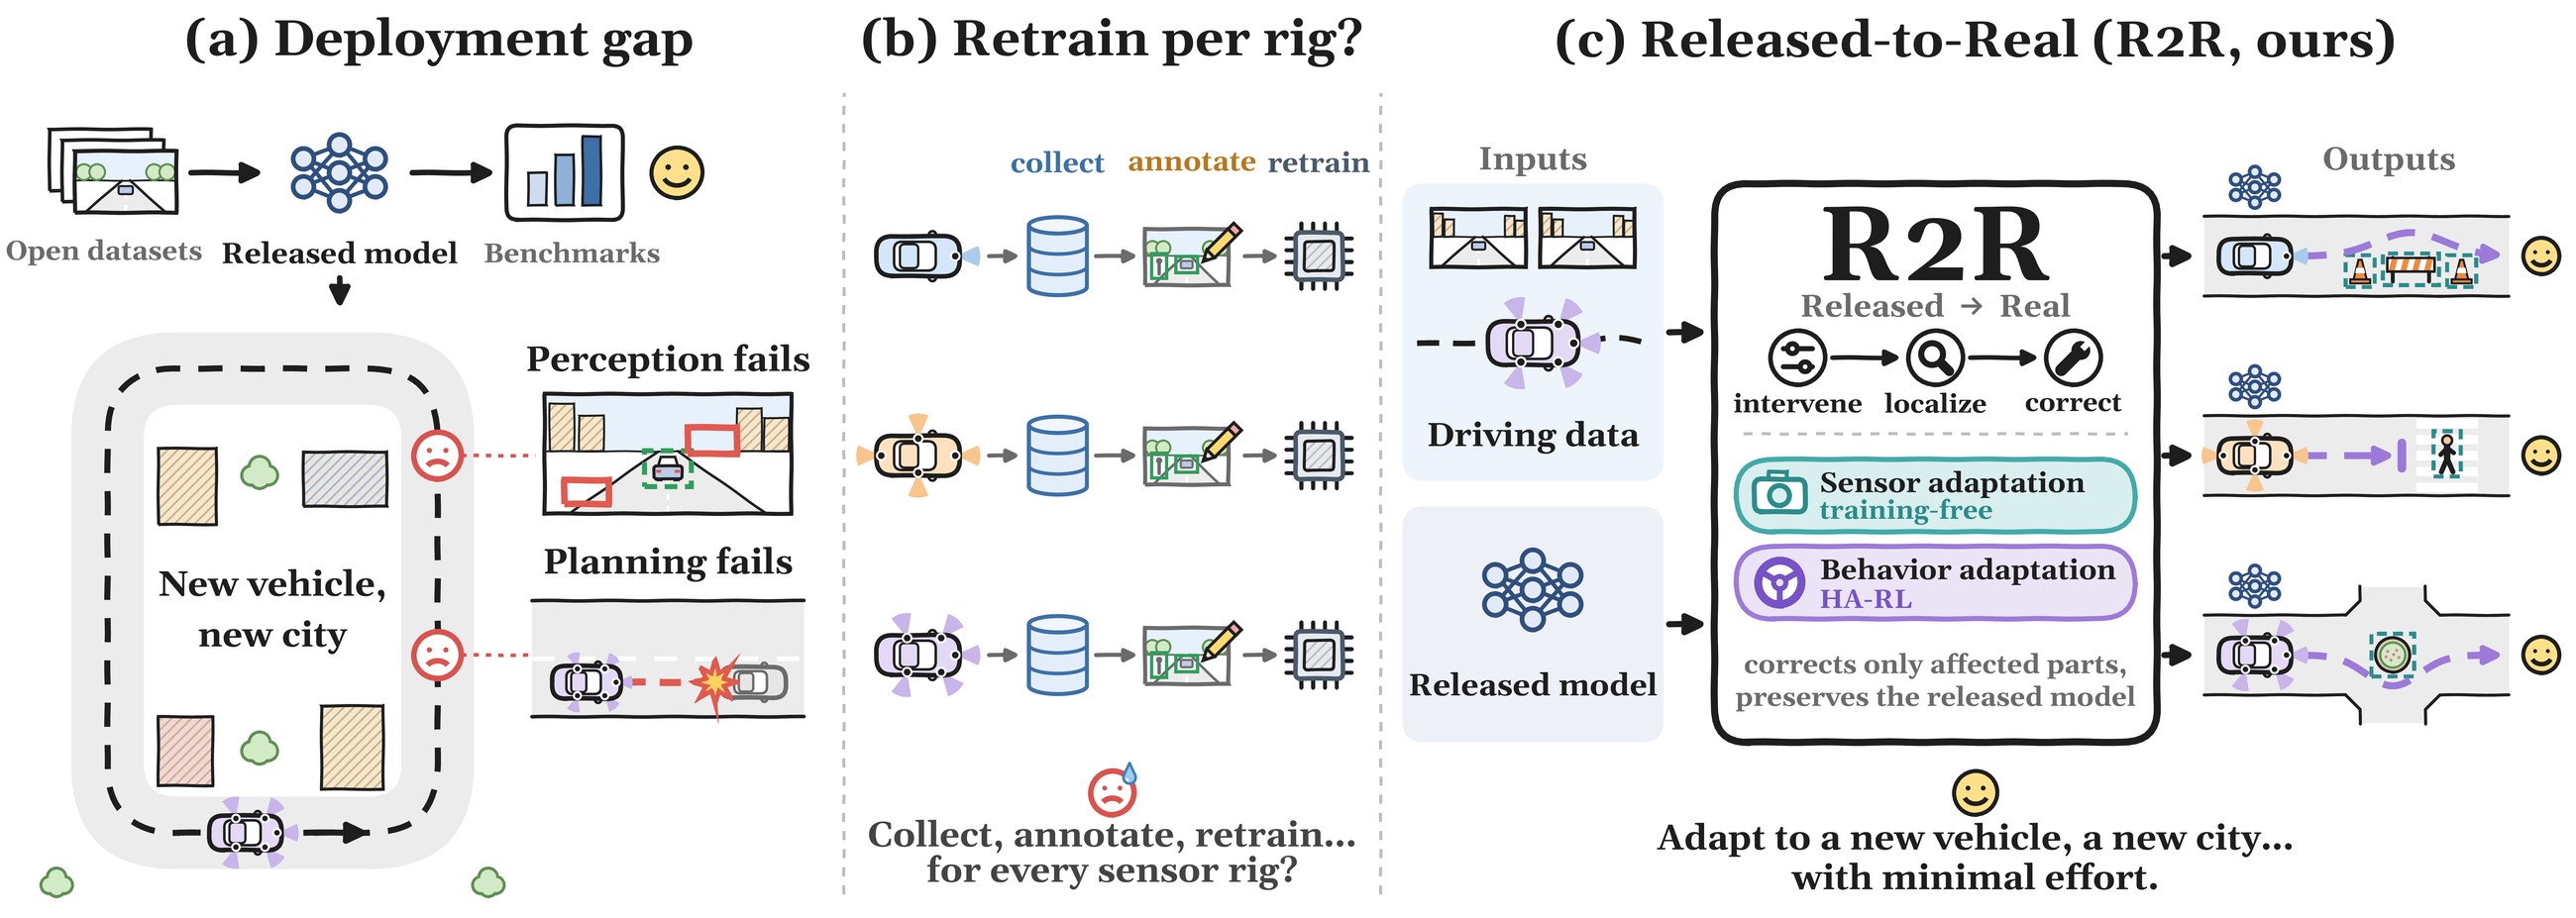 (a) Deployment gap
Open datasets
Released model
Benchmarks
New vehicle,
new city
Perception fails
Planning fails
(b) Retrain per rig?
collect
annotate
retrain
Collect, annotate, retrain...
for every sensor rig?
(c) Released-to-Real (R2R, ours)
Inputs
Driving data
Released model
R2R
Released → Real
intervene
localize
correct
Sensor adaptation
training-free
Behavior adaptation
HA-RL
corrects only affected parts,
preserves the released model
Outputs
Adapt to a new vehicle, a new city...
with minimal effort.